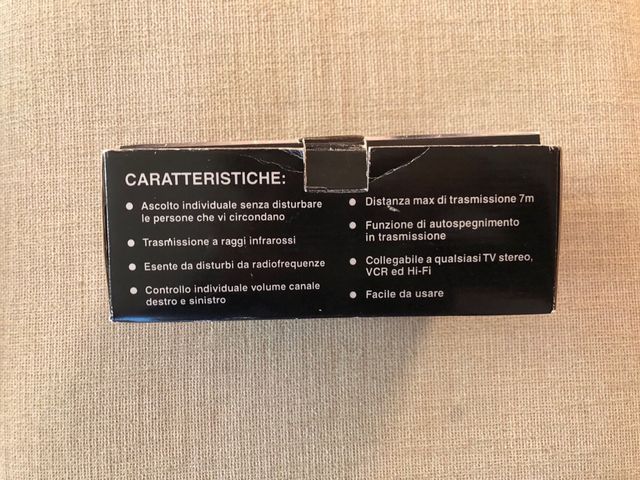 CARATTERISTICHE:
● Ascolto individuale senza disturbare
le persone che vi circondano
● Trasmissione a raggi infrarossi
● Esente da disturbi da radiofrequenze
● Controllo individuale volume canale
destro e sinistro
● Distanza max di trasmissione 7m
● Funzione di autospegnimento
in trasmissione
● Collegabile a qualsiasi TV stereo,
VCR ed Hi-Fi
● Facile da usare